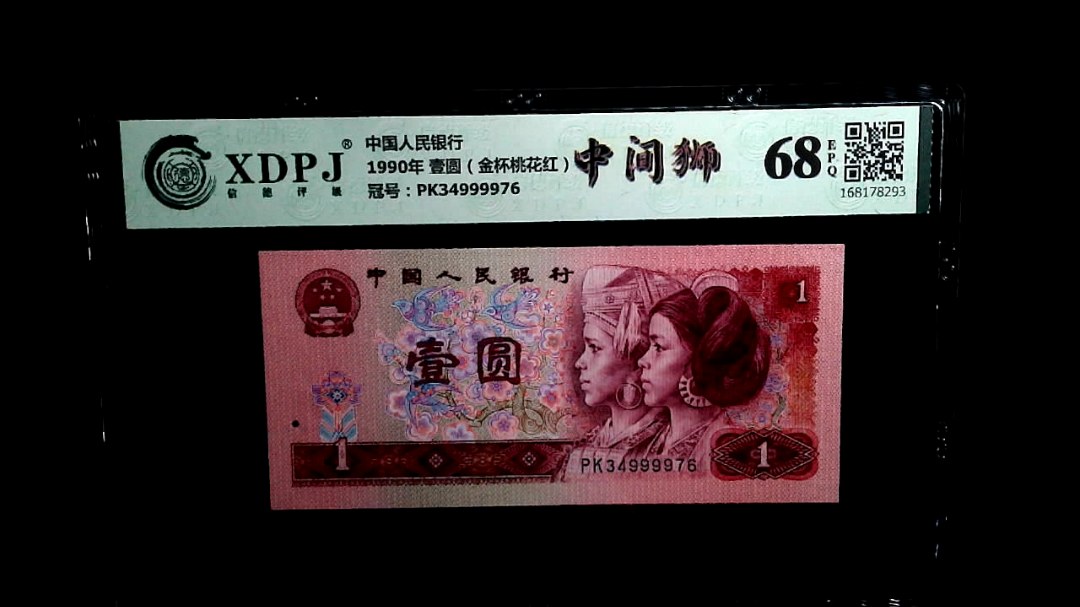 XDPJ®
信德评级
中国人民银行
1990年 壹圆（金杯桃花红）
冠号：PK34999976
中间狮
68 EPQ
168178293
中国人民银行
壹圆
1
1
PK34999976
1